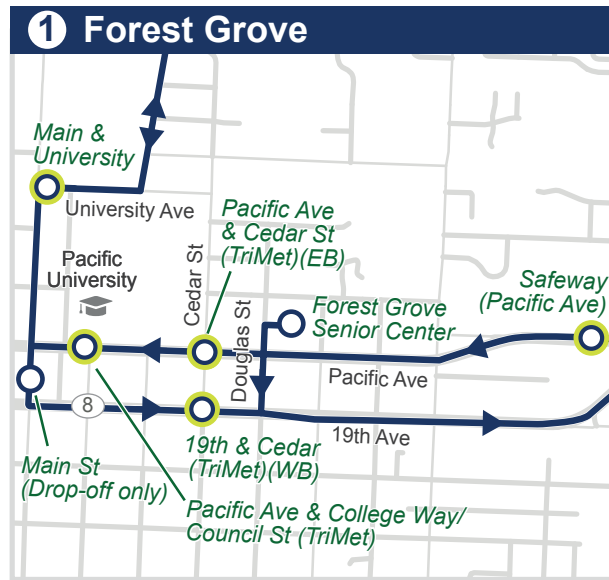 1 Forest Grove
Main &
University
University Ave
Pacific Ave
& Cedar St
(TriMet)(EB)
Pacific
University
Cedar St
Douglas St
Forest Grove
Senior Center
Safeway
(Pacific Ave)
Pacific Ave
8
19th Ave
Main St
(Drop-off only)
19th & Cedar
(TriMet)(WB)
Pacific Ave & College Way/
Council St (TriMet)